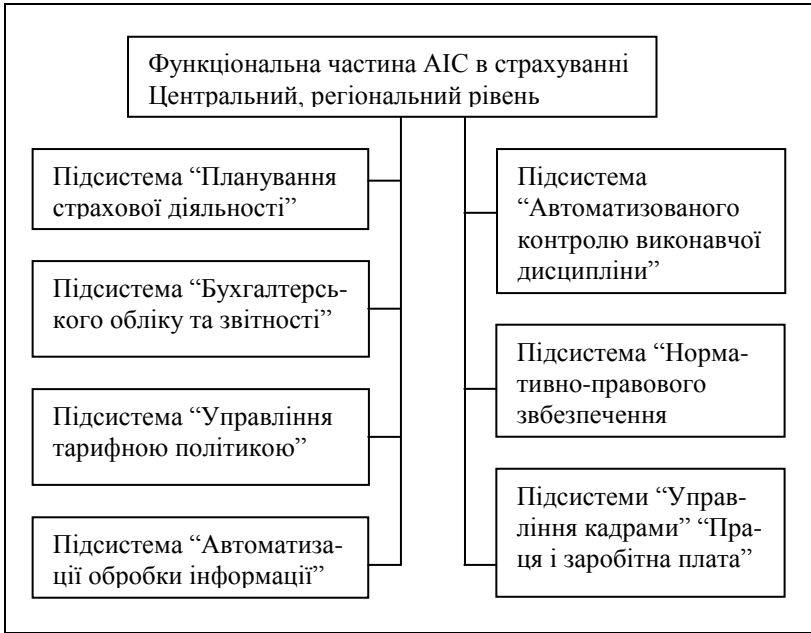 Функціональна частина АІС в страхуванні
Центральний, регіональний рівень
Підсистема “Планування
страхової діяльності”
Підсистема “Бухгалтерсь-
кого обліку та звітності”
Підсистема “Управління
тарифною політикою”
Підсистема “Автоматиза-
ції обробки інформації”
Підсистема
“Автоматизованого
контролю виконавчої
дисципліни”
Підсистема “Норма-
тивно-правового
звбезпечення
Підсистеми “Управ-
ління кадрами” “Пра-
ця і заробітна плата”